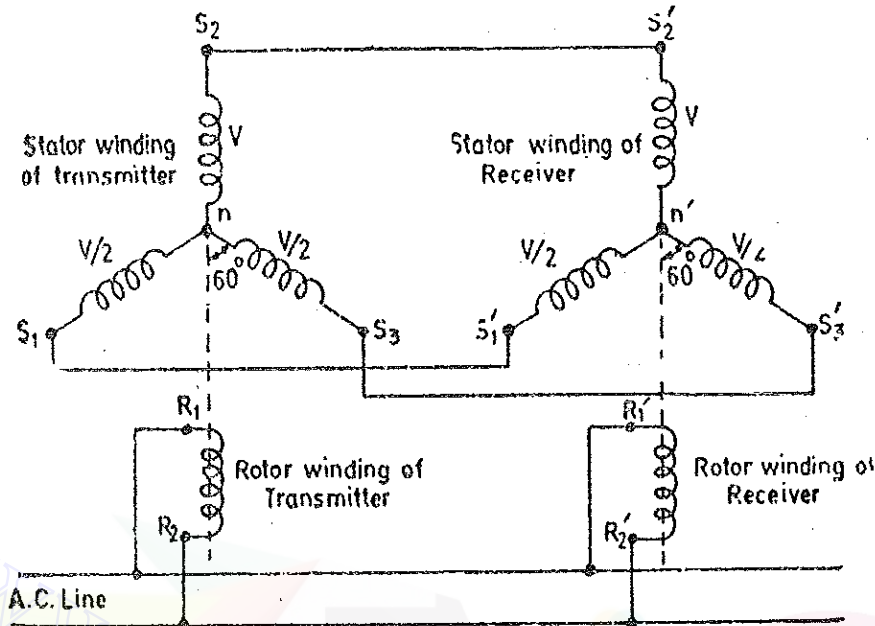 S2
S2′
Stator winding
of transmitter
V
Stator winding of
Receiver
V
n
n′
V/2
V/2
60°
V/2
60°
S1
S3
S1′
S3′
R1
R1′
Rotor winding of
Transmitter
Rotor winding of
Receiver
R2
R2′
A.C. Line